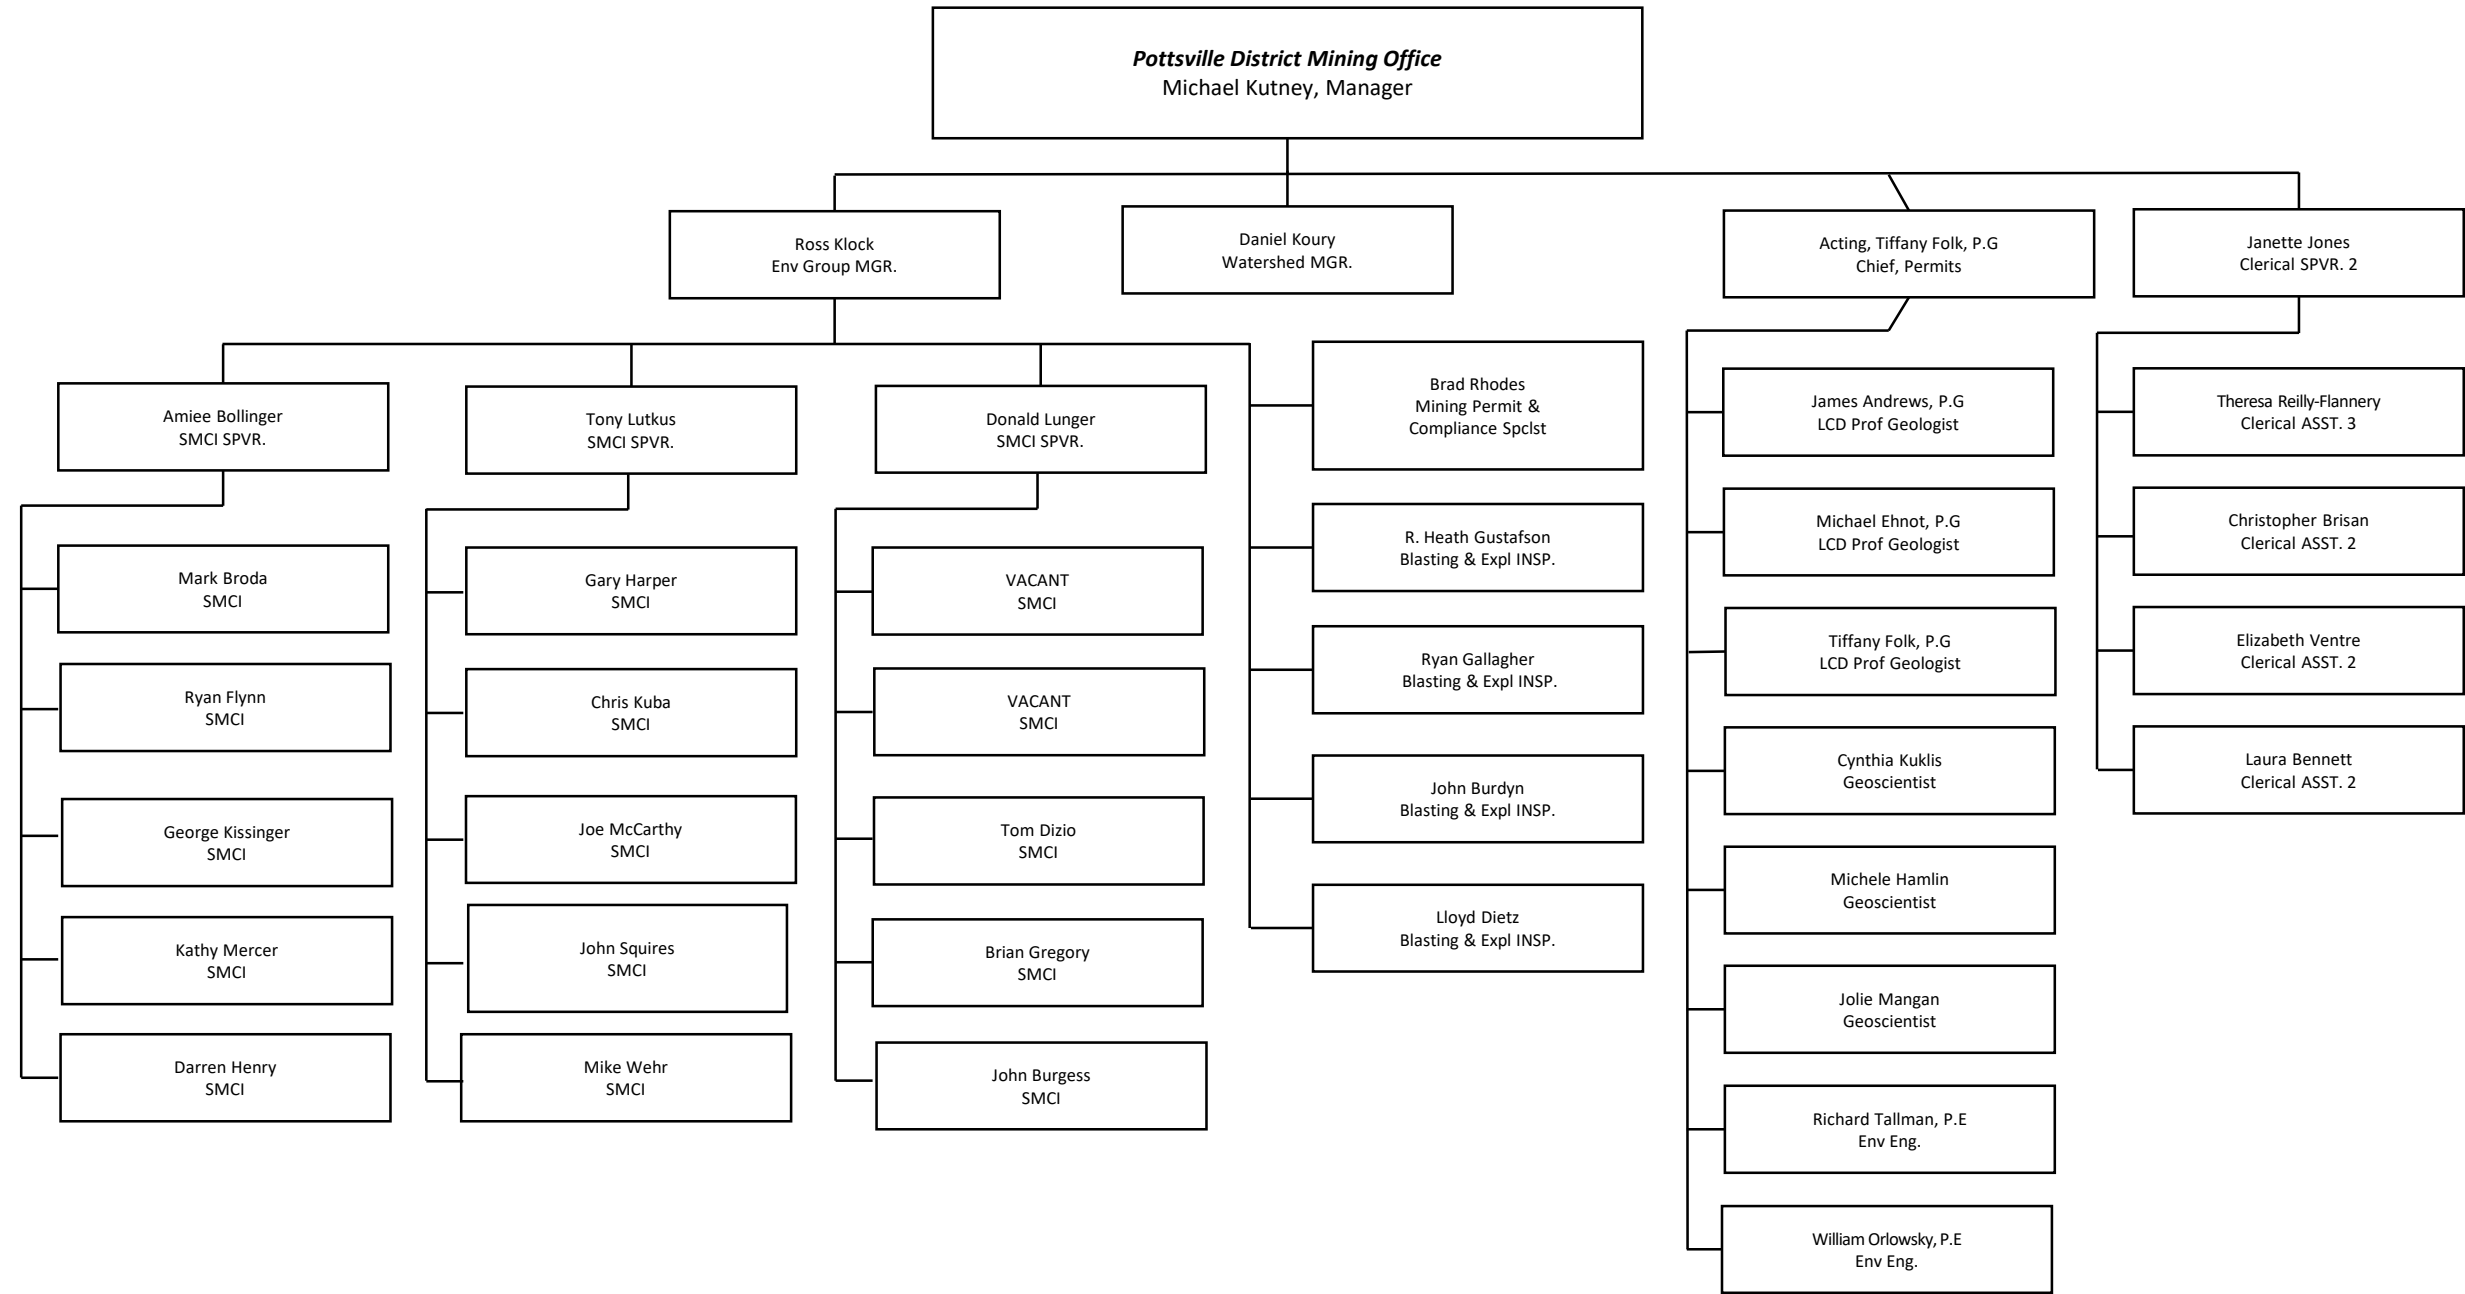 Pottsville District Mining Office
Michael Kutney, Manager
Ross Klock
Env Group MGR.
Daniel Koury
Watershed MGR.
Acting, Tiffany Folk, P.G
Chief, Permits
Janette Jones
Clerical SPVR. 2
Amiee Bollinger
SMCI SPVR.
Mark Broda
SMCI
Ryan Flynn
SMCI
George Kissinger
SMCI
Kathy Mercer
SMCI
Darren Henry
SMCI
Tony Lutkus
SMCI SPVR.
Gary Harper
SMCI
Chris Kuba
SMCI
Joe McCarthy
SMCI
John Squires
SMCI
Mike Wehr
SMCI
Donald Lunger
SMCI SPVR.
VACANT
SMCI
VACANT
SMCI
Tom Dizio
SMCI
Brian Gregory
SMCI
John Burgess
SMCI
Brad Rhodes
Mining Permit &
Compliance Spclst
R. Heath Gustafson
Blasting & Expl INSP.
Ryan Gallagher
Blasting & Expl INSP.
John Burdyn
Blasting & Expl INSP.
Lloyd Dietz
Blasting & Expl INSP.
James Andrews, P.G
LCD Prof Geologist
Michael Ehnot, P.G
LCD Prof Geologist
Tiffany Folk, P.G
LCD Prof Geologist
Cynthia Kuklis
Geoscientist
Michele Hamlin
Geoscientist
Jolie Mangan
Geoscientist
Richard Tallman, P.E
Env Eng.
William Orlowsky, P.E
Env Eng.
Theresa Reilly-Flannery
Clerical ASST. 3
Christopher Brisan
Clerical ASST. 2
Elizabeth Ventre
Clerical ASST. 2
Laura Bennett
Clerical ASST. 2